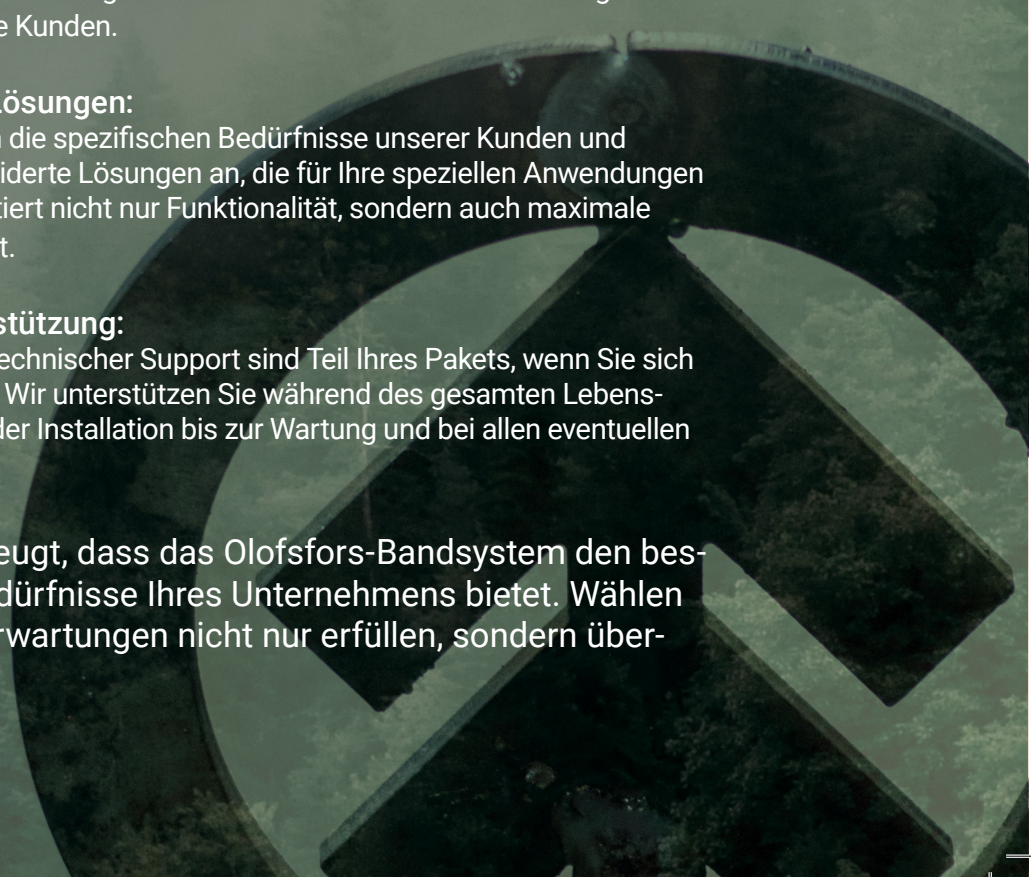 e Kunden.
Lösungen:
die spezifischen Bedürfnisse unserer Kunden und
iderte Lösungen an, die für Ihre speziellen Anwendungen
tiert nicht nur Funktionalität, sondern auch maximale
t.
stützung:
echnischer Support sind Teil Ihres Pakets, wenn Sie sich
Wir unterstützen Sie während des gesamten Lebens-
der Installation bis zur Wartung und bei allen eventuellen
eugt, dass das Olofsfors-Bandsystem den bes-
dürfnisse Ihres Unternehmens bietet. Wählen
rwartungen nicht nur erfüllen, sondern über-